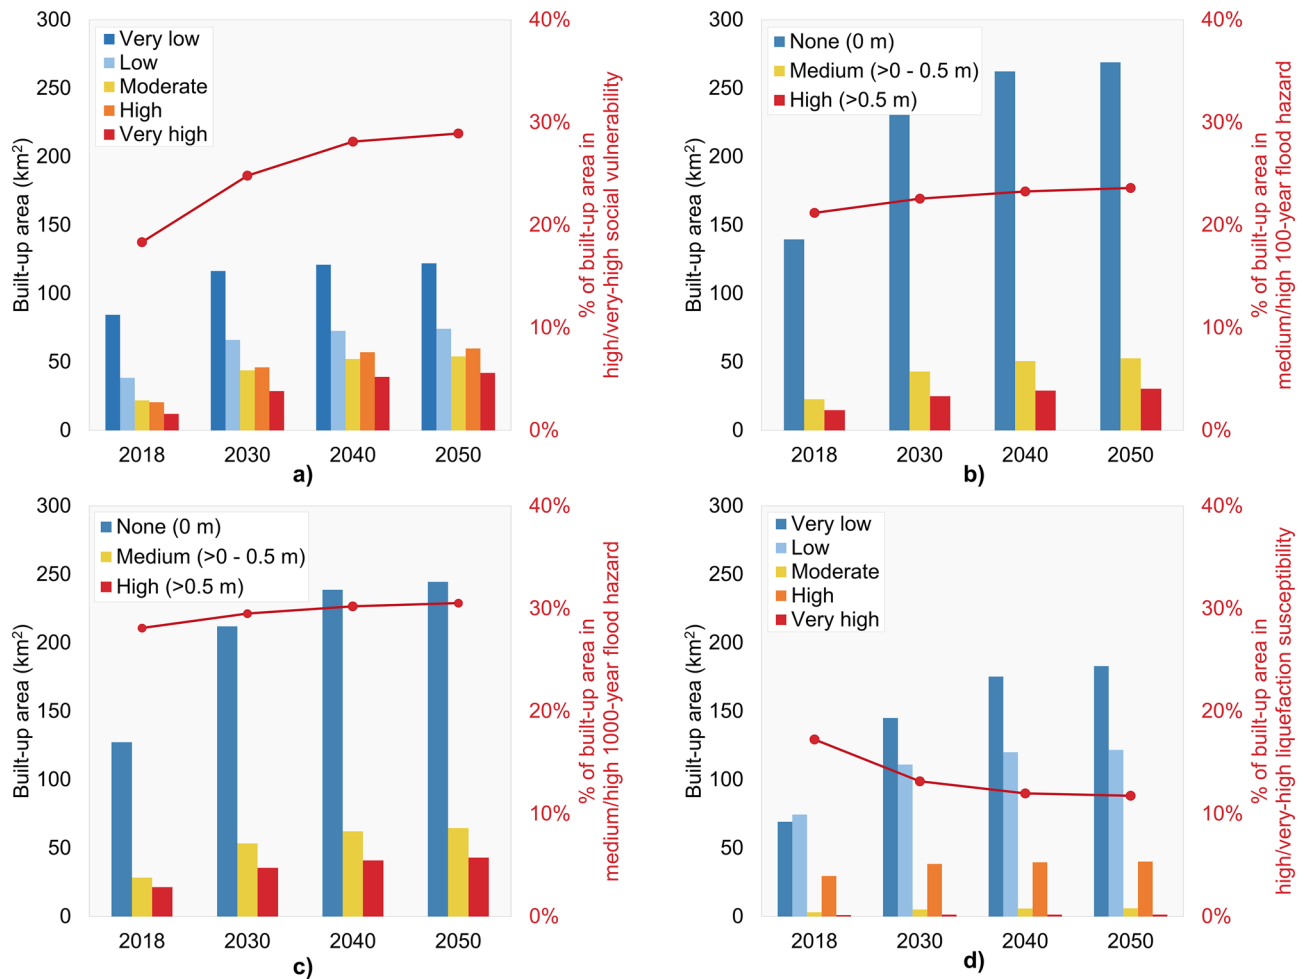 300
250
200
150
100
50
0
Built-up area (km²)
Very low
Low
Moderate
High
Very high
40%
30%
20%
10%
0%
% of built-up area in
high/very-high social vulnerability
2018 2030 2040 2050
a)
300
250
200
150
100
50
0
Built-up area (km²)
None (0 m)
Medium (>0 - 0.5 m)
High (>0.5 m)
40%
30%
20%
10%
0%
% of built-up area in
medium/high 100-year flood hazard
2018 2030 2040 2050
b)
300
250
200
150
100
50
0
Built-up area (km²)
None (0 m)
Medium (>0 - 0.5 m)
High (>0.5 m)
40%
30%
20%
10%
0%
% of built-up area in
medium/high 1000-year flood hazard
2018 2030 2040 2050
c)
300
250
200
150
100
50
0
Built-up area (km²)
Very low
Low
Moderate
High
Very high
40%
30%
20%
10%
0%
% of built-up area in
high/very-high liquefaction susceptibility
2018 2030 2040 2050
d)